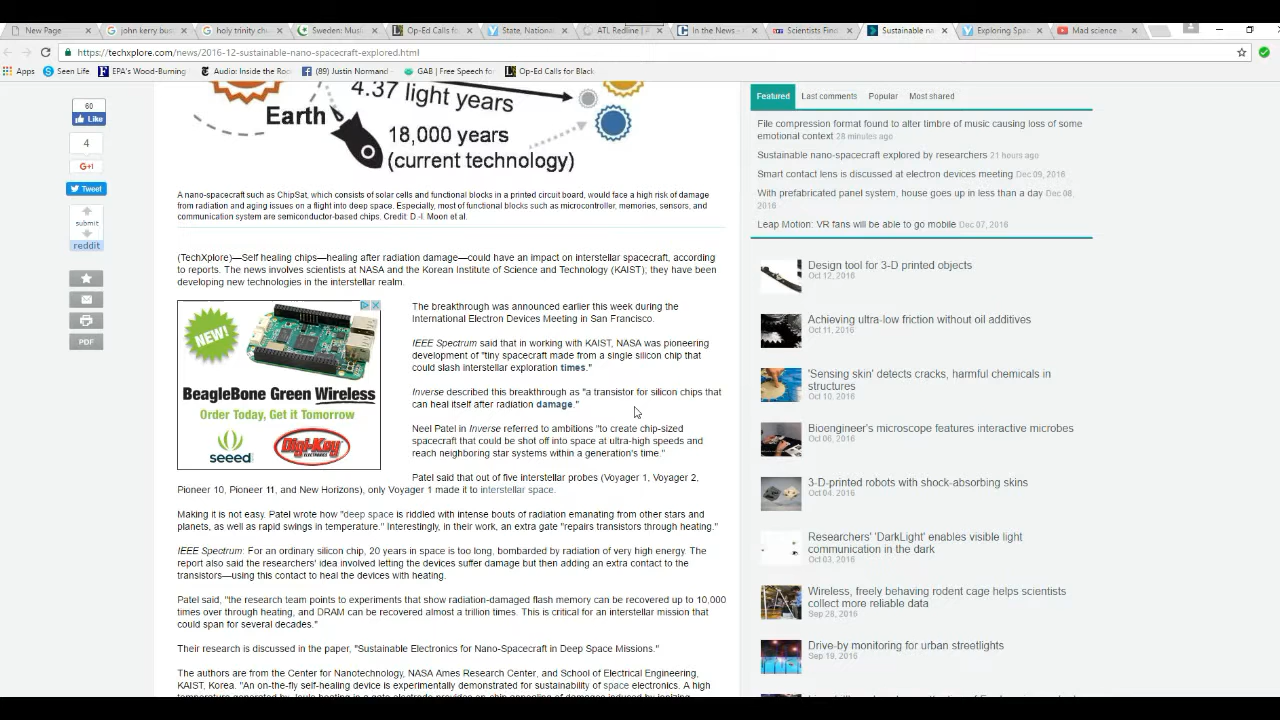 New Page
john kerry bus
holy trinity ch
Sweden: Mus
Op-Ed Calls fo
State, Nationa
ATL Redline
In the News
Scientists Find
Sustainable na
Exploring Spa
Mad science
https://techxplore.com/news/2016-12-sustainable-nano-spacecraft-explored.html
Apps
Seen Life
EPA's Wood-Burning
Audio: Inside the Roo
(89) Justin Normand -
GAB | Free Speech fo
Op-Ed Calls for Black
60
Like
4
G+1
Tweet
submit
reddit
PDF
4.37 light years
Earth
18,000 years
(current technology)
A nano-spacecraft such as ChipSat, which consists of solar cells and functional blocks in a printed circuit board, would face a high risk of damage
from radiation and aging issues on a flight into deep space. Especially, most of functional blocks such as microcontroller, memories, sensors, and
communication system are semiconductor-based chips. Credit: D.-I. Moon et al.
(TechXplore)—Self healing chips—healing after radiation damage—could have an impact on interstellar spacecraft, according
to reports. The news involves scientists at NASA and the Korean Institute of Science and Technology (KAIST); they have been
developing new technologies in the interstellar realm.
NEW!
BeagleBone Green Wireless
Order Today, Get it Tomorrow
seeed
Digi-Key
ELECTRONICS
The breakthrough was announced earlier this week during the
International Electron Devices Meeting in San Francisco.
IEEE Spectrum said that in working with KAIST, NASA was pioneering
development of "tiny spacecraft made from a single silicon chip that
could slash interstellar exploration times."
Inverse described this breakthrough as "a transistor for silicon chips that
can heal itself after radiation damage."
Neel Patel in Inverse referred to ambitions "to create chip-sized
spacecraft that could be shot off into space at ultra-high speeds and
reach neighboring star systems within a generation's time."
Patel said that out of five interstellar probes (Voyager 1, Voyager 2,
Pioneer 10, Pioneer 11, and New Horizons), only Voyager 1 made it to interstellar space.
Making it is not easy. Patel wrote how "deep space is riddled with intense bouts of radiation emanating from other stars and
planets, as well as rapid swings in temperature." Interestingly, in their work, an extra gate "repairs transistors through heating."
IEEE Spectrum: For an ordinary silicon chip, 20 years in space is too long, bombarded by radiation of very high energy. The
report also said the researchers' idea involved letting the devices suffer damage but then adding an extra contact to the
transistors—using this contact to heal the devices with heating.
Patel said, "the research team points to experiments that show radiation-damaged flash memory can be recovered up to 10,000
times over through heating, and DRAM can be recovered almost a trillion times. This is critical for an interstellar mission that
could span for several decades."
Their research is discussed in the paper, "Sustainable Electronics for Nano-Spacecraft in Deep Space Missions."
The authors are from the Center for Nanotechnology, NASA Ames Research Center, and School of Electrical Engineering,
KAIST, Korea. "An on-the-fly self-healing device is experimentally demonstrated for sustainability of space electronics. A high
Featured
Last comments
Popular
Most shared
File compression format found to alter timbre of music causing loss of some
emotional context 28 minutes ago
Sustainable nano-spacecraft explored by researchers 21 hours ago
Smart contact lens is discussed at electron devices meeting Dec 09, 2016
With prefabricated panel system, house goes up in less than a day Dec 08,
2016
Leap Motion: VR fans will be able to go mobile Dec 07, 2016
Design tool for 3-D printed objects
Oct 12, 2016
Achieving ultra-low friction without oil additives
Oct 11, 2016
'Sensing skin' detects cracks, harmful chemicals in
structures
Oct 10, 2016
Bioengineer's microscope features interactive microbes
Oct 06, 2016
3-D-printed robots with shock-absorbing skins
Oct 04, 2016
Researchers' 'DarkLight' enables visible light
communication in the dark
Oct 03, 2016
Wireless, freely behaving rodent cage helps scientists
collect more reliable data
Sep 28, 2016
Drive-by monitoring for urban streetlights
Sep 19, 2016